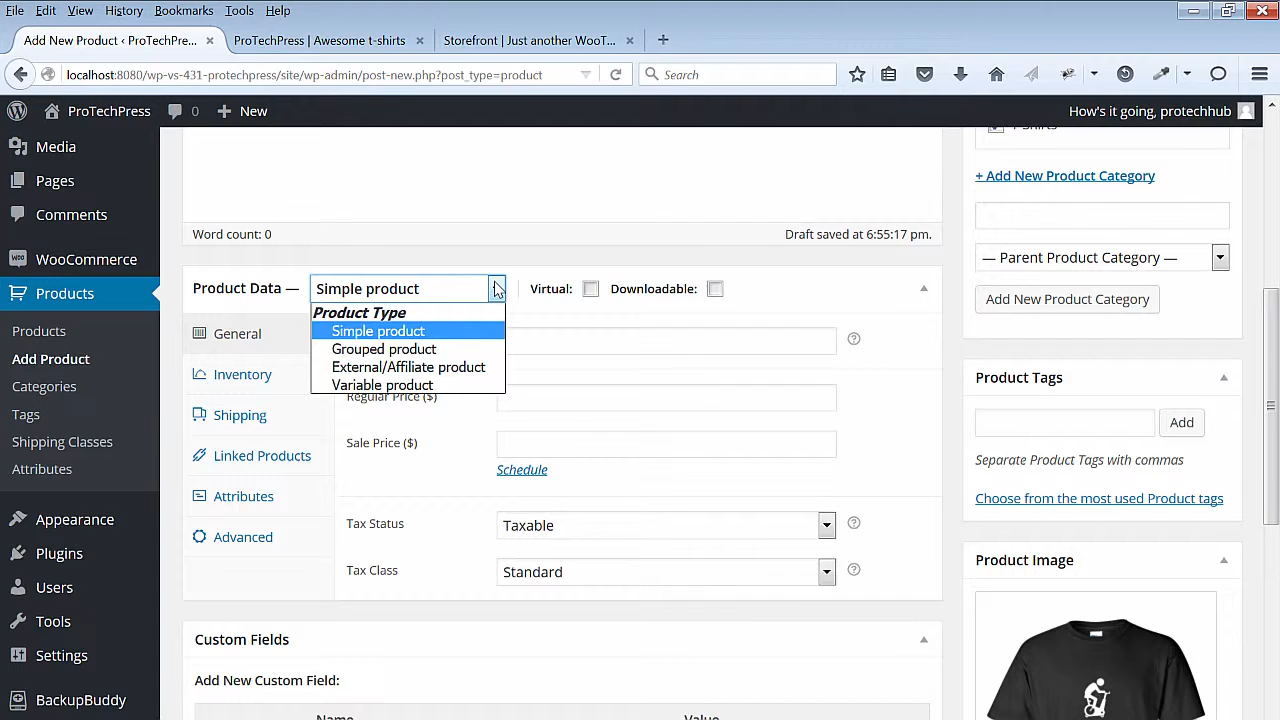 File Edit View History Bookmarks Tools Help
Add New Product ‹ ProTechPre... × ProTechPress | Awesome t-shirts × Storefront | Just another WooT... × +
localhost:8080/wp-vs-431-protechpress/site/wp-admin/post-new.php?post_type=product Search
ProTechPress 0 + New How's it going, protechhub
Media
Pages
Comments
WooCommerce
Products
Products
Add Product
Categories
Tags
Shipping Classes
Attributes
Appearance
Plugins
Users
Tools
Settings
BackupBuddy
Word count: 0 Draft saved at 6:55:17 pm.
Product Data — Simple product Virtual: Downloadable:
Product Type
Simple product
Grouped product
External/Affiliate product
Variable product
General
Inventory
Shipping
Linked Products
Attributes
Advanced
Regular Price ($)
Sale Price ($)
Schedule
Tax Status Taxable
Tax Class Standard
Custom Fields
Add New Custom Field:
Name Value
T-Shirts
+ Add New Product Category
— Parent Product Category —
Add New Product Category
Product Tags
Add
Separate Product Tags with commas
Choose from the most used Product tags
Product Image